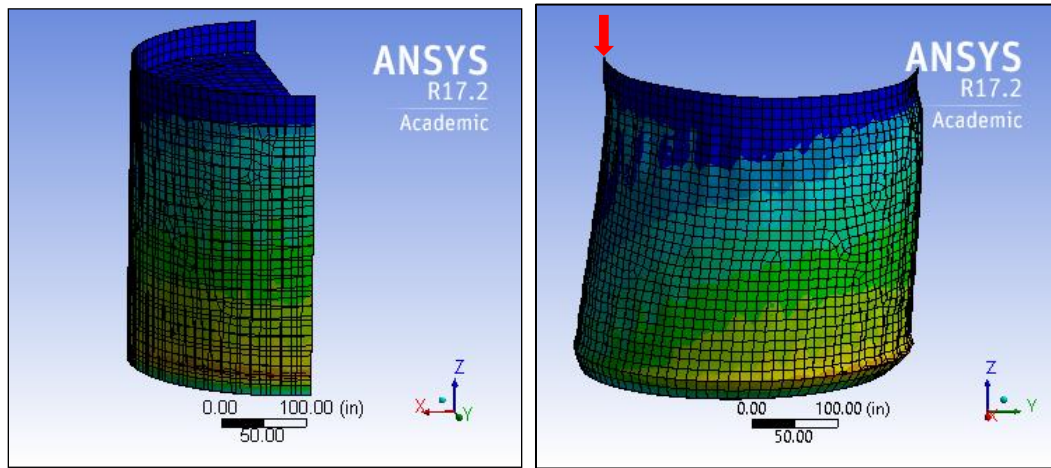 ANSYS
R17.2
Academic
0.00 100.00 (in)
50.00
Z
X
Y
ANSYS
R17.2
Academic
0.00 100.00 (in)
50.00
Z
X
Y